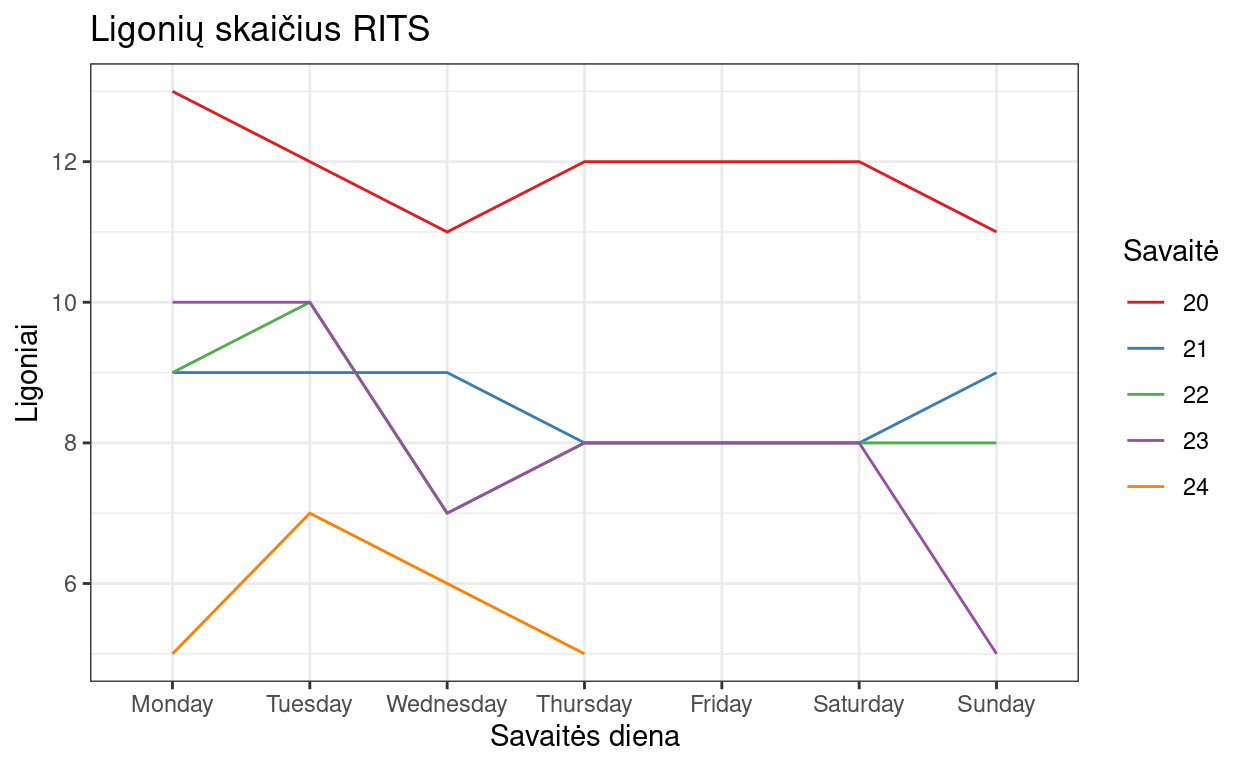 Ligonių skaičius RITS
Ligoniai
12
10
8
6
Monday Tuesday Wednesday Thursday Friday Saturday Sunday
Savaitės diena
Savaitė
20
21
22
23
24